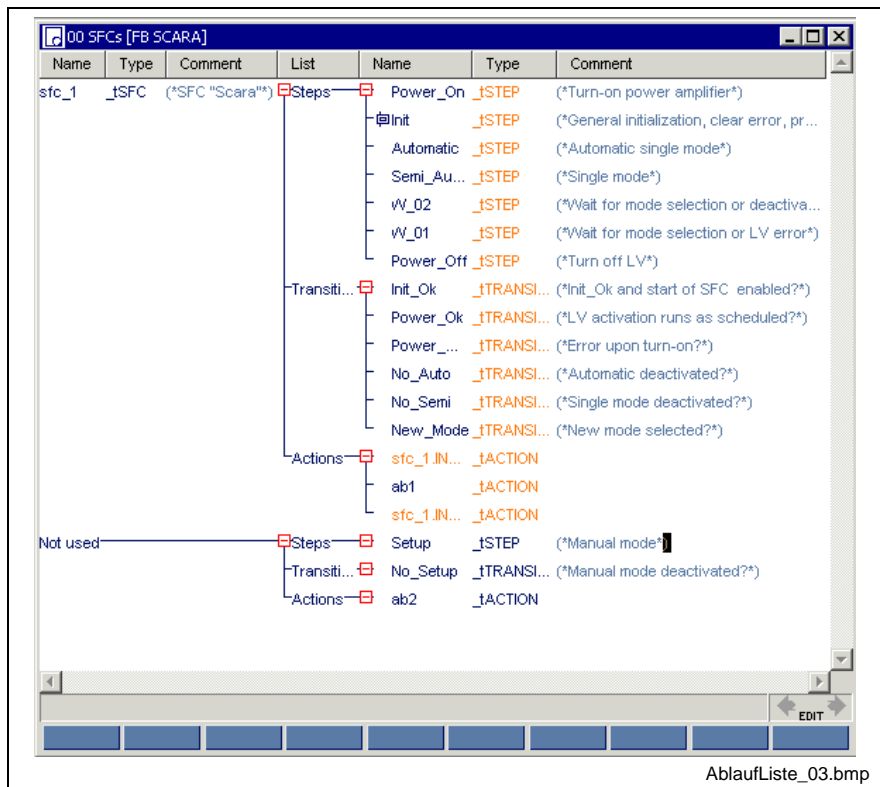 00 SFCs [FB SCARA]
Name Type Comment List Name Type Comment
sfc_1 _tSFC (*SFC "Scara"*) Steps Power_On _tSTEP (*Turn-on power amplifier*)
Init _tSTEP (*General initialization, clear error, pr...
Automatic _tSTEP (*Automatic single mode*)
Semi_Au... _tSTEP (*Single mode*)
W_02 _tSTEP (*Wait for mode selection or deactiva...
W_01 _tSTEP (*Wait for mode selection or LV error*)
Power_Off _tSTEP (*Turn off LV*)
Transiti... Init_Ok _tTRANSI... (*Init_Ok and start of SFC enabled?*)
Power_Ok _tTRANSI... (*LV activation runs as scheduled?*)
Power_... _tTRANSI... (*Error upon turn-on?*)
No_Auto _tTRANSI... (*Automatic deactivated?*)
No_Semi _tTRANSI... (*Single mode deactivated?*)
New_Mode _tTRANSI... (*New mode selected?*)
Actions sfc_1.IN... _tACTION
ab1 _tACTION
sfc_1.IN... _tACTION
Not used Steps Setup _tSTEP (*Manual mode*)
Transiti... No_Setup _tTRANSI... (*Manual mode deactivated?*)
Actions ab2 _tACTION
EDIT
AblaufListe_03.bmp